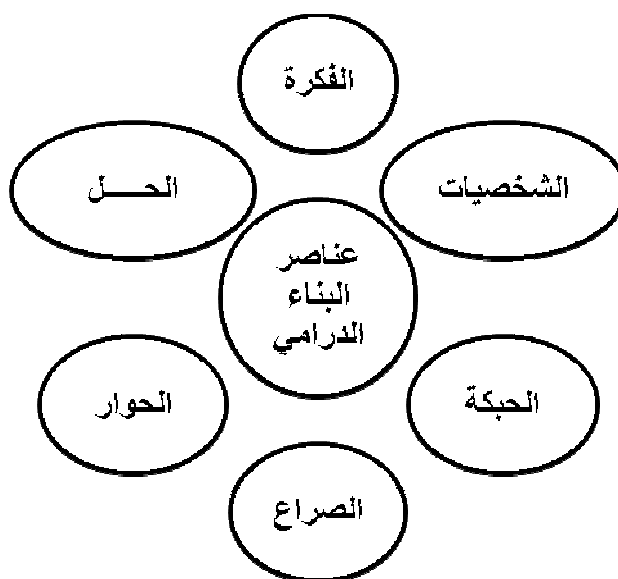 الفكرة
الشخصيات
الحـــل
عناصر
البناء
الدرامي
الحبكة
الحوار
الصراع